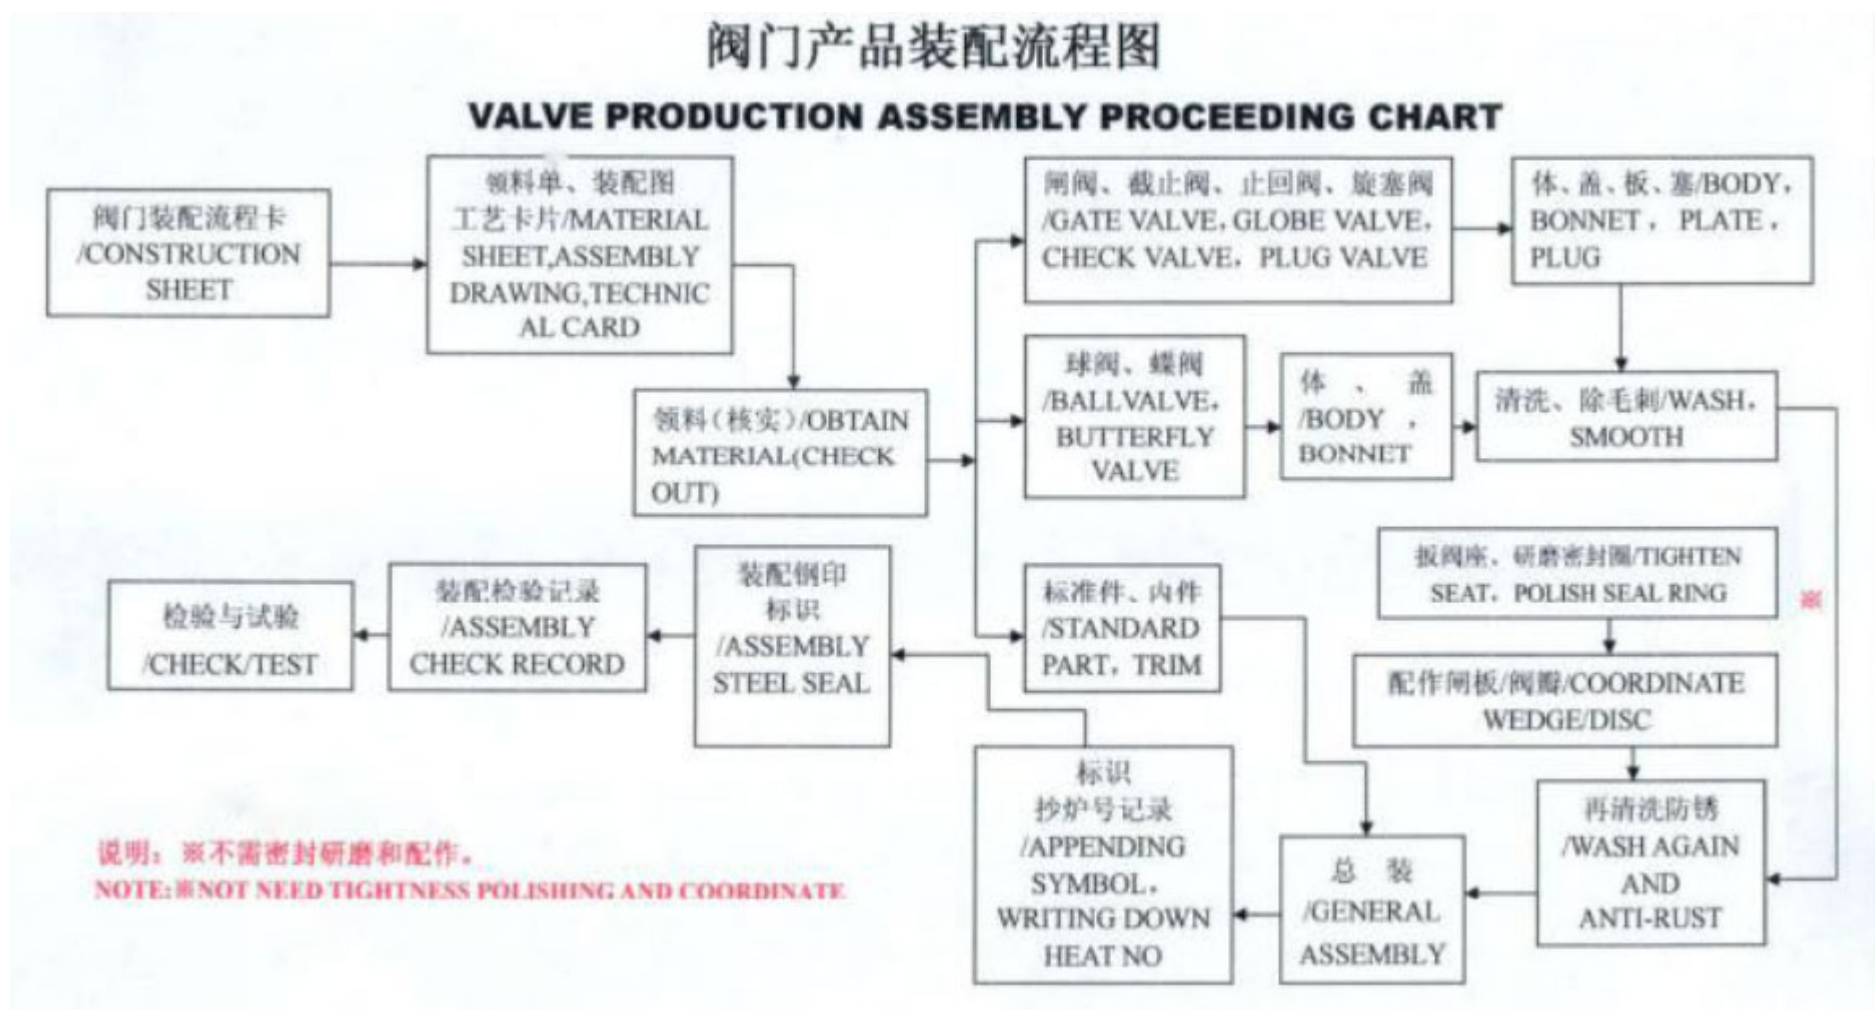 阀门产品装配流程图
VALVE PRODUCTION ASSEMBLY PROCEEDING CHART
阀门装配流程卡
/CONSTRUCTION
SHEET
领料单、装配图
工艺卡片/MATERIAL
SHEET,ASSEMBLY
DRAWING,TECHNIC
AL CARD
领料(核实)/OBTAIN
MATERIAL(CHECK
OUT)
闸阀、截止阀、止回阀、旋塞阀
/GATE VALVE, GLOBE VALVE,
CHECK VALVE, PLUG VALVE
体、盖、板、塞/BODY,
BONNET, PLATE,
PLUG
球阀、蝶阀
/BALLVALVE,
BUTTERFLY
VALVE
体、盖
/BODY,
BONNET
清洗、除毛刺/WASH,
SMOOTH
标准件、内件
/STANDARD
PART, TRIM
扳阀座、研磨密封圈/TIGHTEN
SEAT, POLISH SEAL RING
※
配作闸板/阀瓣/COORDINATE
WEDGE/DISC
再清洗防锈
/WASH AGAIN
AND
ANTI-RUST
总 装
/GENERAL
ASSEMBLY
标识
抄炉号记录
/APPENDING
SYMBOL,
WRITING DOWN
HEAT NO
装配钢印
标识
/ASSEMBLY
STEEL SEAL
装配检验记录
/ASSEMBLY
CHECK RECORD
检验与试验
/CHECK/TEST
说明：※不需密封研磨和配作。
NOTE:※NOT NEED TIGHTNESS POLISHING AND COORDINATE